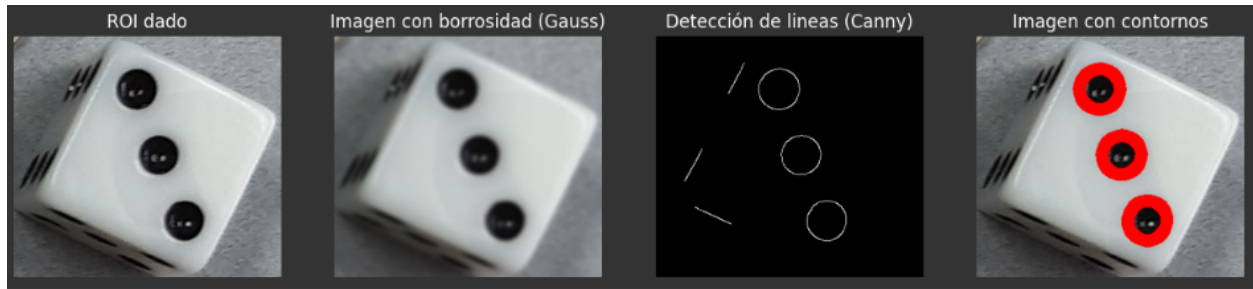 ROI dado
Imagen con borrosidad (Gauss)
Detección de lineas (Canny)
Imagen con contornos